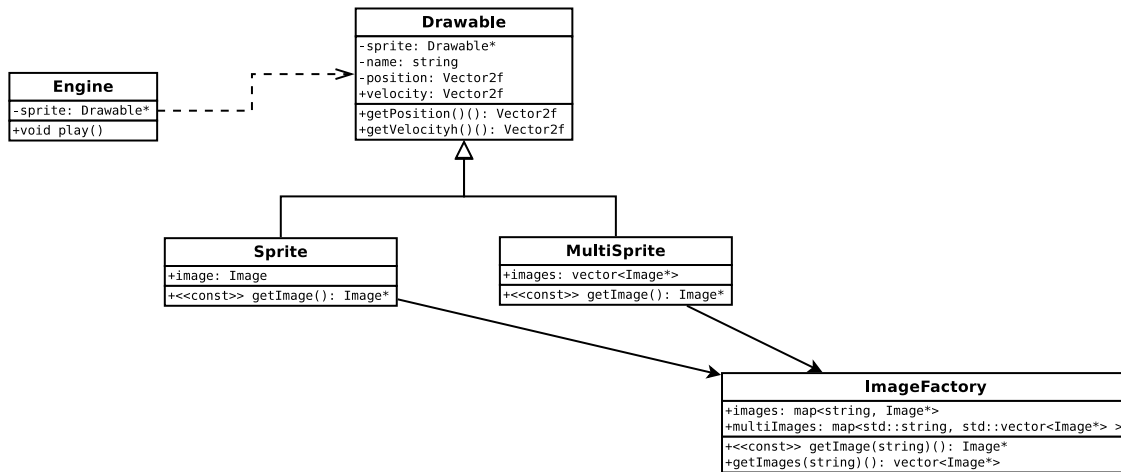 Drawable
-sprite: Drawable*
-name: string
-position: Vector2f
+velocity: Vector2f
+getPosition()(): Vector2f
+getVelocityh()(): Vector2f
Engine
-sprite: Drawable*
+void play()
Sprite
+image: Image
+<<const>> getImage(): Image*
MultiSprite
+images: vector<Image*>
+<<const>> getImage(): Image*
ImageFactory
+images: map<string, Image*>
+multiImages: map<std::string, std::vector<Image*> >
+<<const>> getImage(string)(): Image*
+getImages(string)(): vector<Image*>